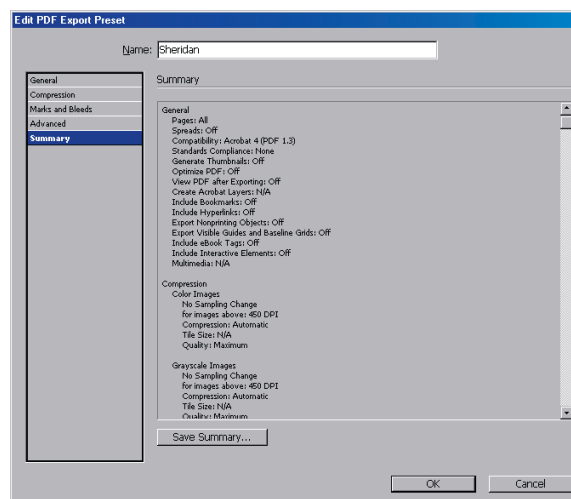 Edit PDF Export Preset
Name: Sheridan
General
Compression
Marks and Bleeds
Advanced
Summary
Summary
General
Pages: All
Spreads: Off
Compatibility: Acrobat 4 (PDF 1.3)
Standards Compliance: None
Generate Thumbnails: Off
Optimize PDF: Off
View PDF after Exporting: Off
Create Acrobat Layers: N/A
Include Bookmarks: Off
Include Hyperlinks: Off
Export Nonprinting Objects: Off
Export Visible Guides and Baseline Grids: Off
Include eBook Tags: Off
Include Interactive Elements: Off
Multimedia: N/A
Compression
Color Images
No Sampling Change
for images above: 450 DPI
Compression: Automatic
Tile Size: N/A
Quality: Maximum
Grayscale Images
No Sampling Change
for images above: 450 DPI
Compression: Automatic
Tile Size: N/A
Quality: Maximum
Save Summary...
OK Cancel